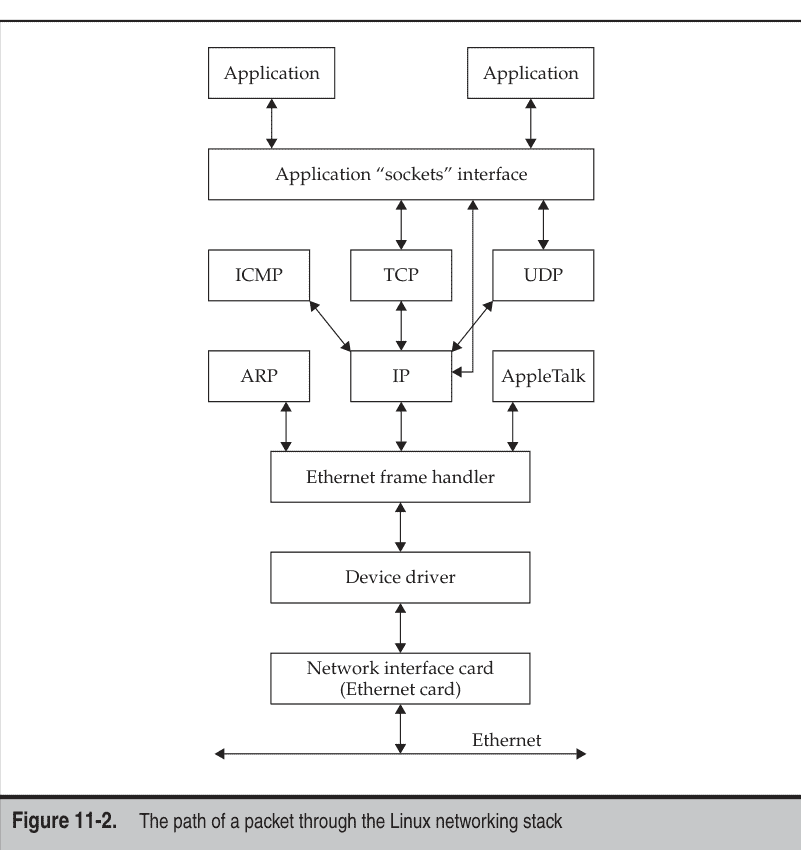 Application
Application
Application “sockets” interface
ICMP
TCP
UDP
ARP
IP
AppleTalk
Ethernet frame handler
Device driver
Network interface card
(Ethernet card)
Ethernet
Figure 11-2. The path of a packet through the Linux networking stack